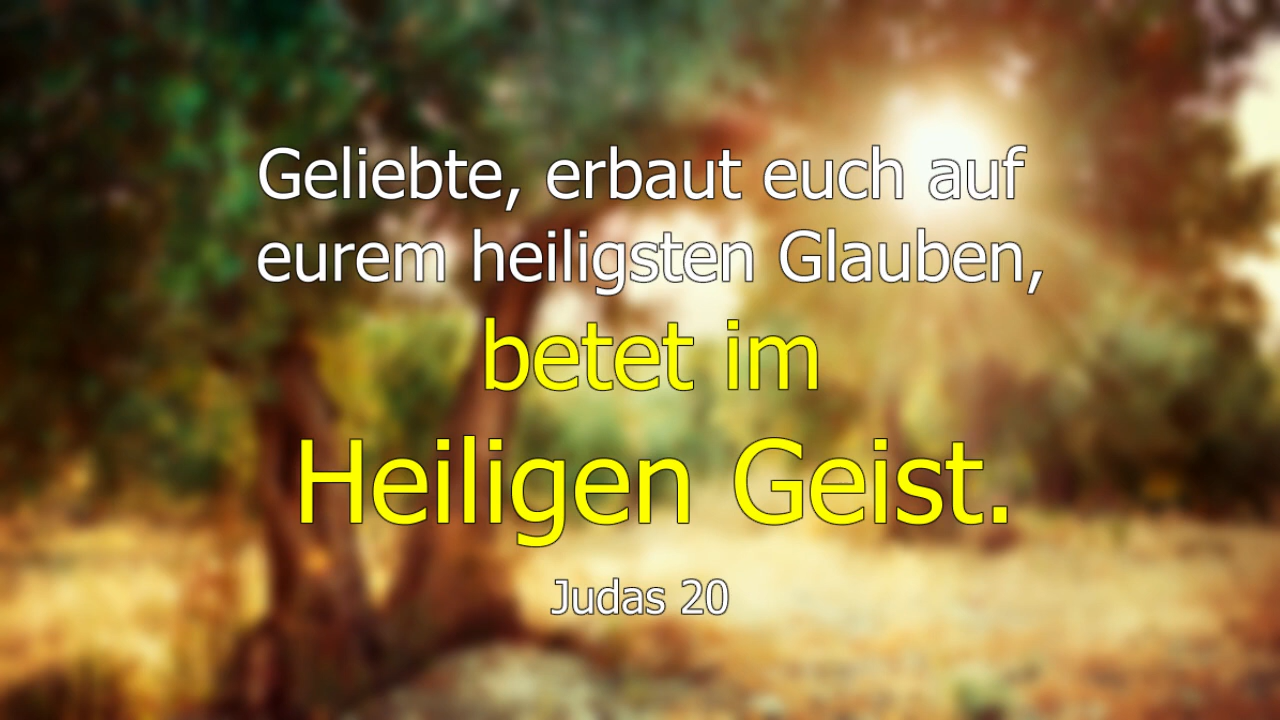 Geliebte, erbaut euch auf
eurem heiligsten Glauben,
betet im
Heiligen Geist.
Judas 20